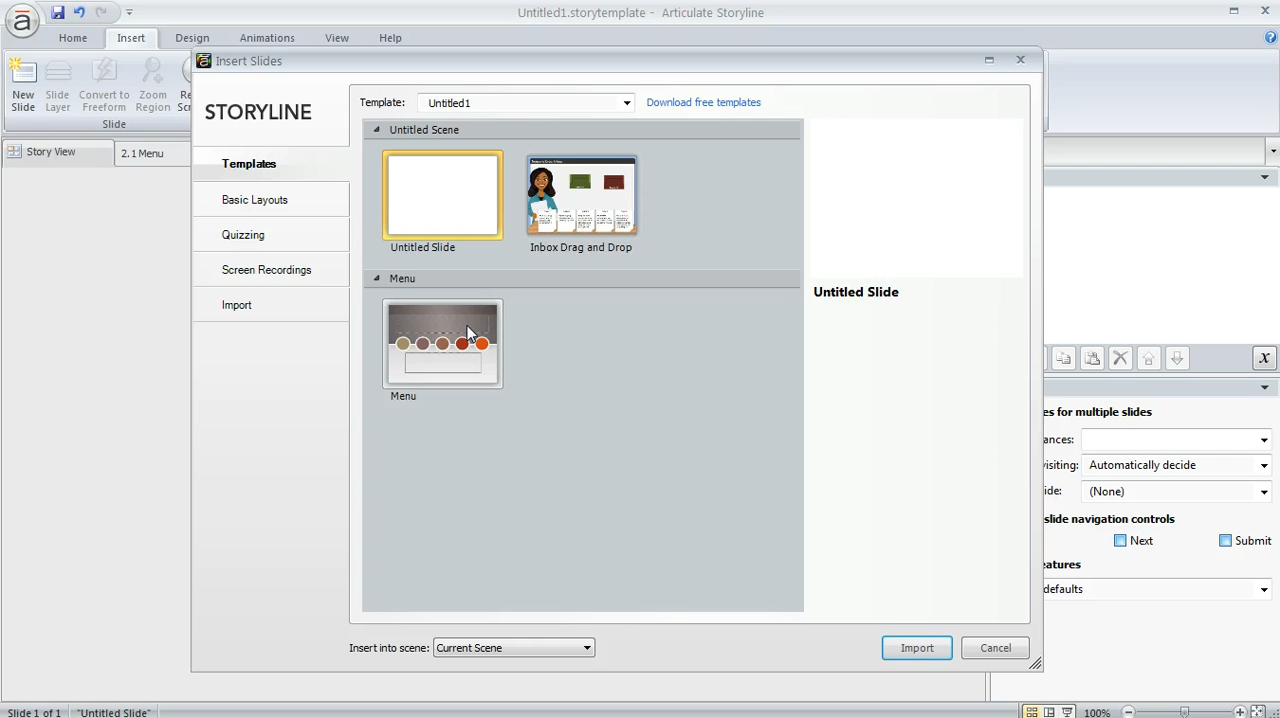 Untitled1.storytemplate - Articulate Storyline
Home Insert Design Animations View Help
New Slide
Slide Layer
Convert to Freeform
Zoom Region
Slide
Story View
2.1 Menu
Insert Slides
STORYLINE
Templates
Basic Layouts
Quizzing
Screen Recordings
Import
Template: Untitled1 Download free templates
Untitled Scene
Untitled Slide
Inbox Drag and Drop
Menu
Menu
Untitled Slide
Insert into scene: Current Scene
Import Cancel
es for multiple slides
ances:
isiting: Automatically decide
ide: (None)
slide navigation controls
Next Submit
eatures
defaults
Slide 1 of 1 "Untitled Slide" 100%